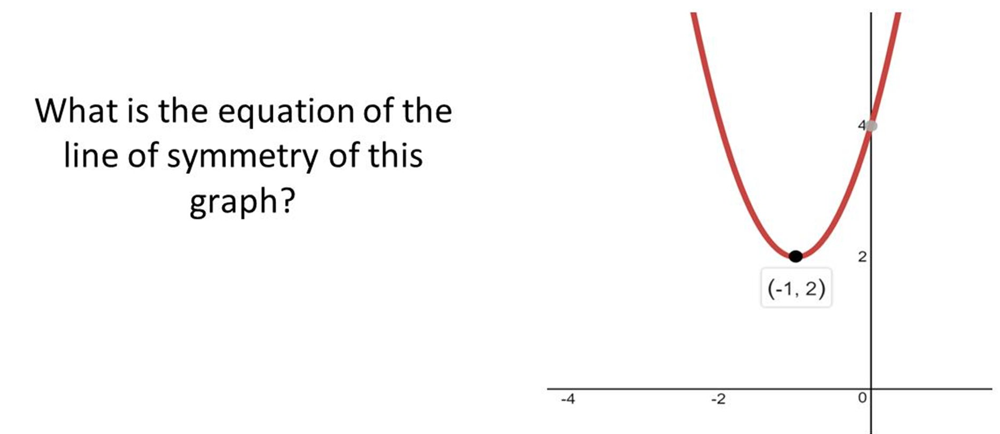 What is the equation of the
line of symmetry of this
graph?
4
2
(-1, 2)
-4
-2
0